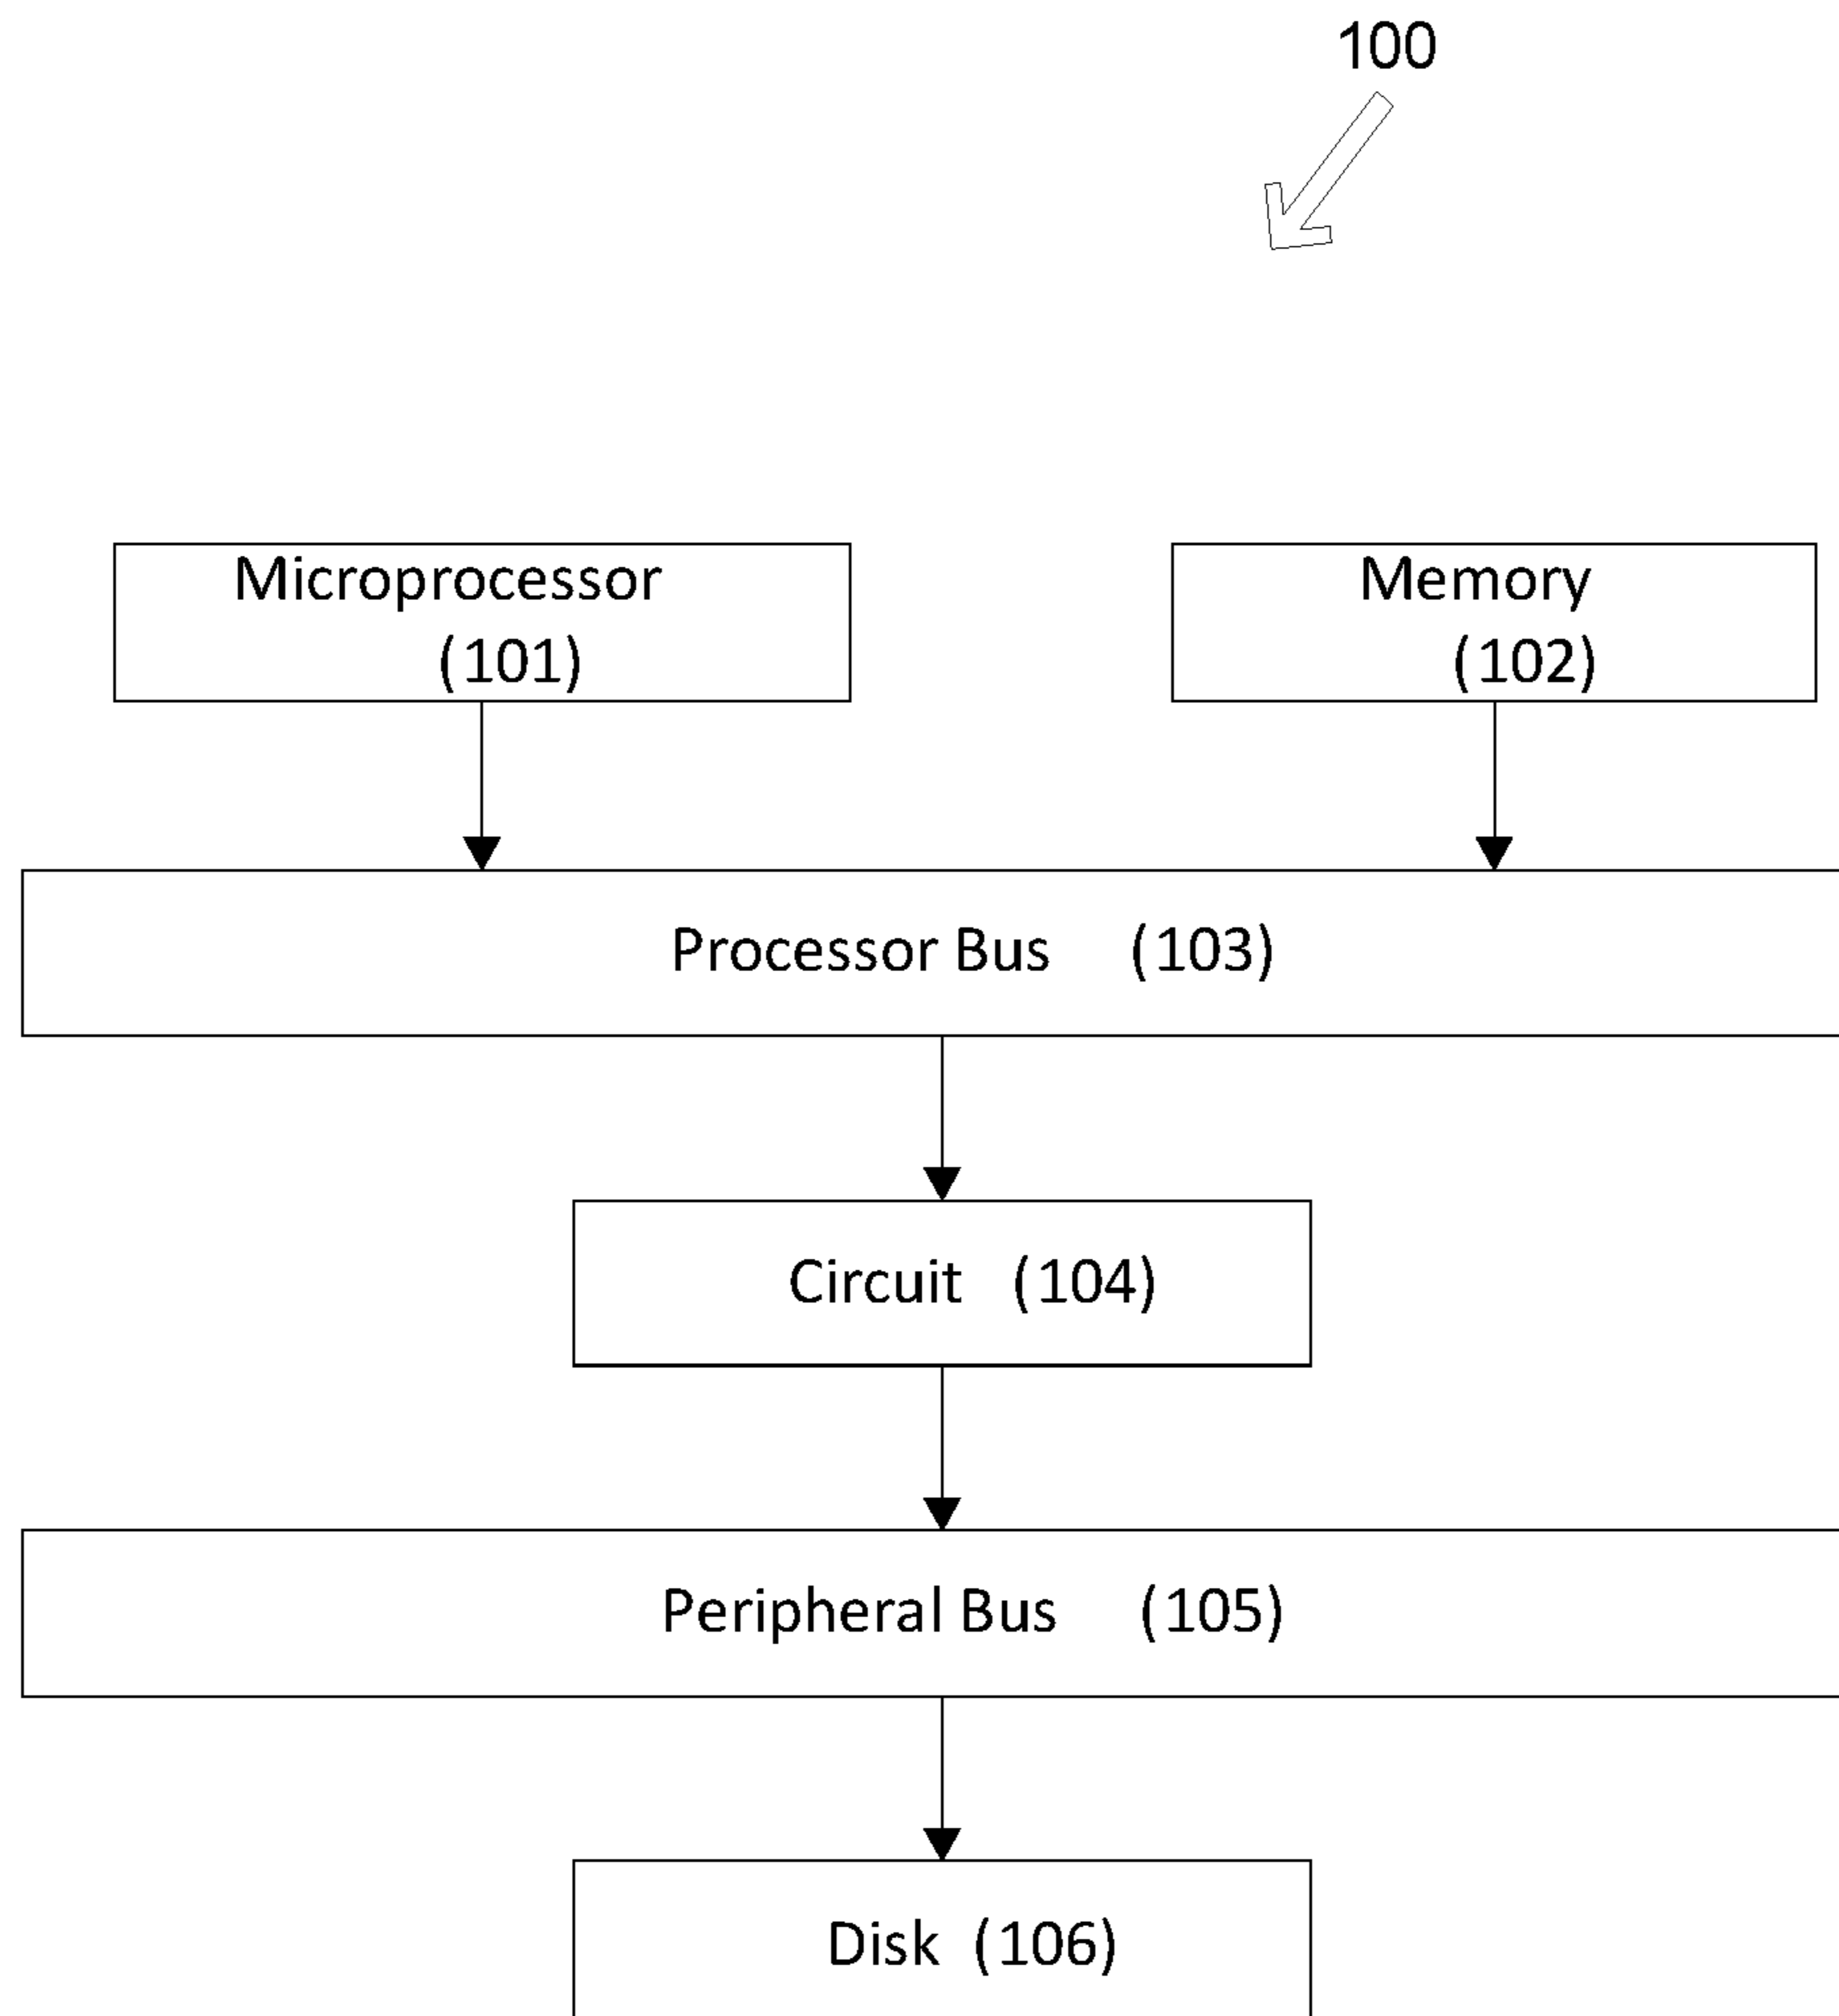 100
Microprocessor
(101)
Memory
(102)
Processor Bus (103)
Circuit (104)
Peripheral Bus (105)
Disk (106)